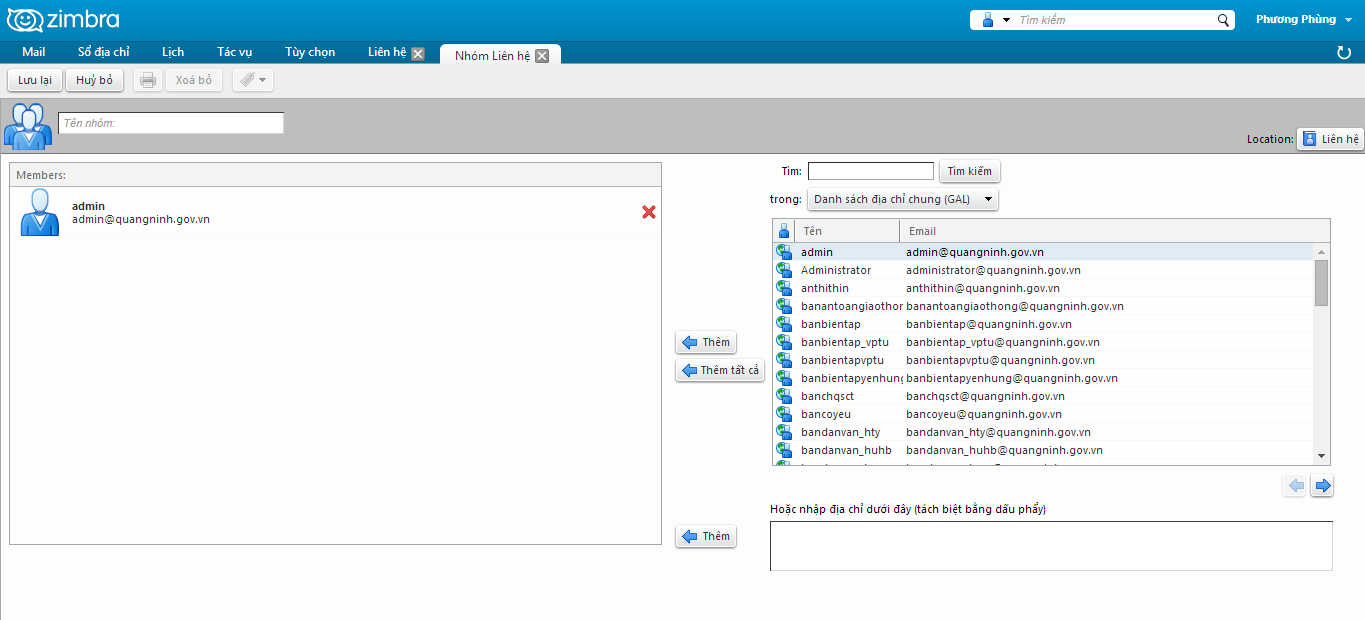 zimbra
Tìm kiếm
Phương Phùng
Mail Sổ địa chỉ Lịch Tác vụ Tùy chọn Liên hệ Nhóm Liên hệ
Lưu lại Huỷ bỏ Xoá bỏ
Tên nhóm:
Location: Liên hệ
Members:
admin
admin@quangninh.gov.vn
Thêm
Thêm tất cả
Thêm
Tìm: Tìm kiếm
trong: Danh sách địa chỉ chung (GAL)
Tên Email
admin admin@quangninh.gov.vn
Administrator administrator@quangninh.gov.vn
anthithin anthithin@quangninh.gov.vn
banantoangiaothor banantoangiaothong@quangninh.gov.vn
banbientap banbientap@quangninh.gov.vn
banbientap_vptu banbientap_vptu@quangninh.gov.vn
banbientapvptu banbientapvptu@quangninh.gov.vn
banbientapyenhung banbientapyenhung@quangninh.gov.vn
banchqsct banchqsct@quangninh.gov.vn
bancoyeu bancoyeu@quangninh.gov.vn
bandanvan_hty bandanvan_hty@quangninh.gov.vn
bandanvan_huhb bandanvan_huhb@quangninh.gov.vn
Hoặc nhập địa chỉ dưới đây (tách biệt bằng dấu phẩy)